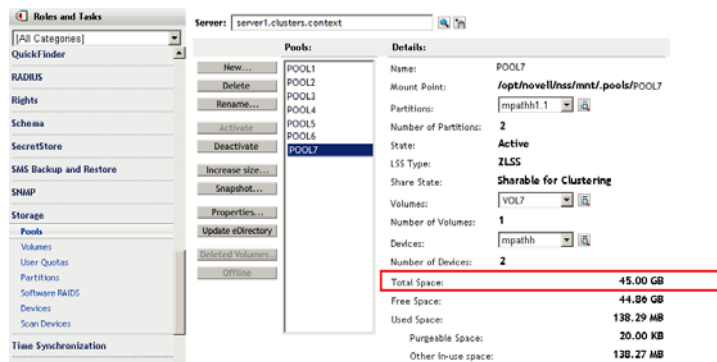 Roles and Tasks
[All Categories]
QuickFinder
RADIUS
Rights
Schema
SecretStore
SMS Backup and Restore
SNMP
Storage
Pools
Volumes
User Quotas
Partitions
Software RAIDS
Devices
Scan Devices
Time Synchronization
Server: server1.clusters.context
Pools:
New...
Delete
Rename...
Activate
Deactivate
Increase size...
Snapshot...
Properties...
Update eDirectory
Deleted Volumes...
Offline
POOL1
POOL2
POOL3
POOL4
POOL5
POOL6
POOL7
Details:
Name: POOL7
Mount Point: /opt/novell/nss/mnt/.pools/POOL7
Partitions: mpathh1.1
Number of Partitions: 2
State: Active
LSS Type: ZLSS
Share State: Sharable for Clustering
Volumes: VOL7
Number of Volumes: 1
Devices: mpathh
Number of Devices: 2
Total Space: 45.00 GB
Free Space: 44.86 GB
Used Space: 138.29 MB
Purgeable Space: 20.00 KB
Other in-use space: 138.27 MB